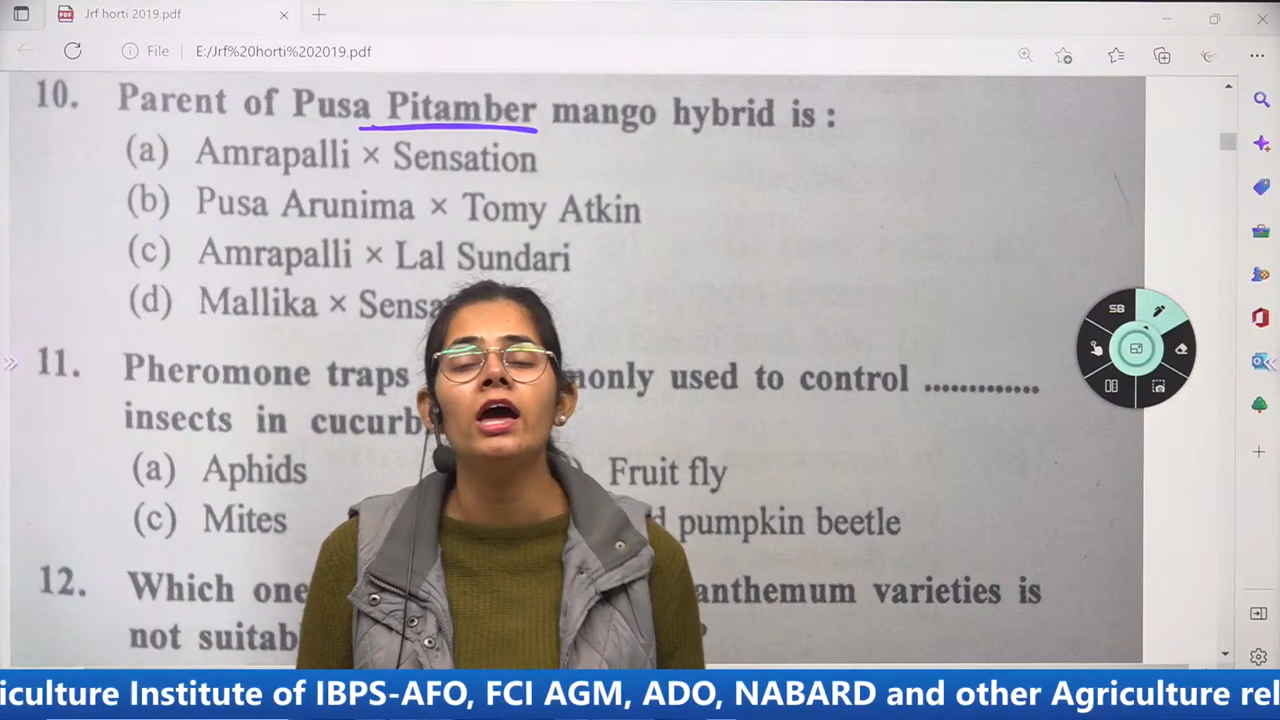 Jrf horti 2019.pdf
File E:/Jrf%20horti%202019.pdf
10. Parent of Pusa Pitamber mango hybrid is :
(a) Amrapalli × Sensation
(b) Pusa Arunima × Tomy Atkin
(c) Amrapalli × Lal Sundari
(d) Mallika × Sensa
11. Pheromone traps monly used to control .............
insects in cucurb
(a) Aphids Fruit fly
(c) Mites d pumpkin beetle
12. Which one anthemum varieties is
not suitab
SB
iculture Institute of IBPS-AFO, FCI AGM, ADO, NABARD and other Agriculture rel